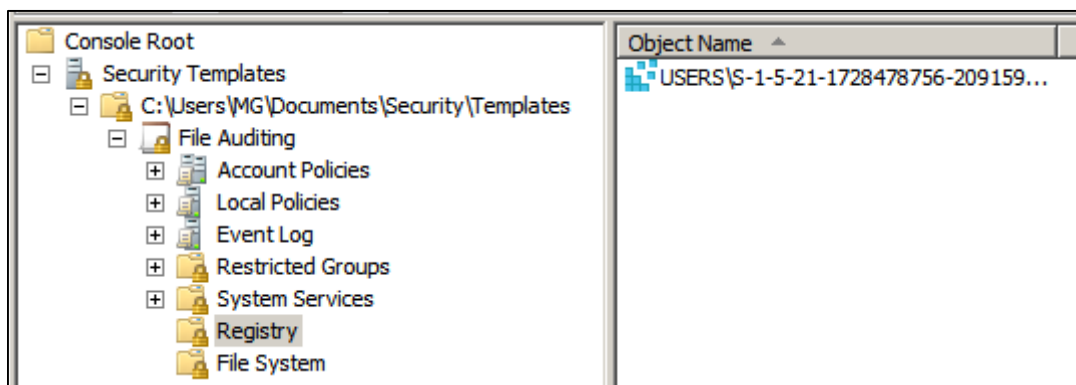 Console Root
Security Templates
C:\Users\MG\Documents\Security\Templates
File Auditing
Account Policies
Local Policies
Event Log
Restricted Groups
System Services
Registry
File System
Object Name
USERS\S-1-5-21-1728478756-209159...